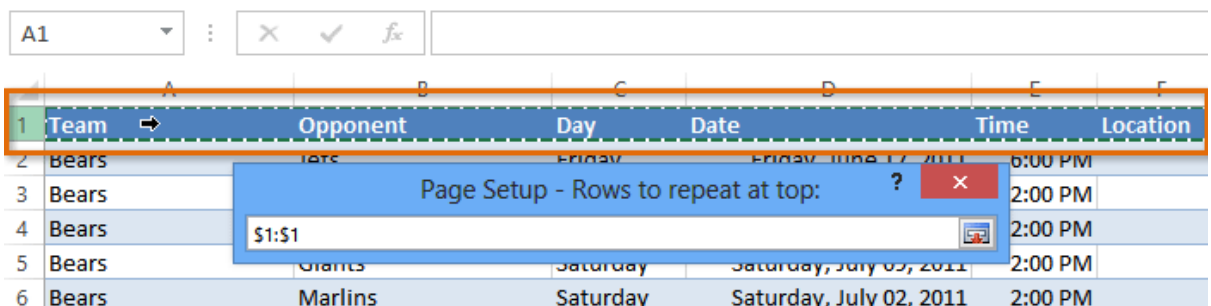 A1 fx
A B C D E F
1 Team Opponent Day Date Time Location
2 Bears Jets Friday Friday, June 17, 2011 6:00 PM
Page Setup - Rows to repeat at top: ? ×
3 Bears 2:00 PM
4 Bears $1:$1 2:00 PM
5 Bears Giants Saturday Saturday, July 09, 2011 2:00 PM
6 Bears Marlins Saturday Saturday, July 02, 2011 2:00 PM